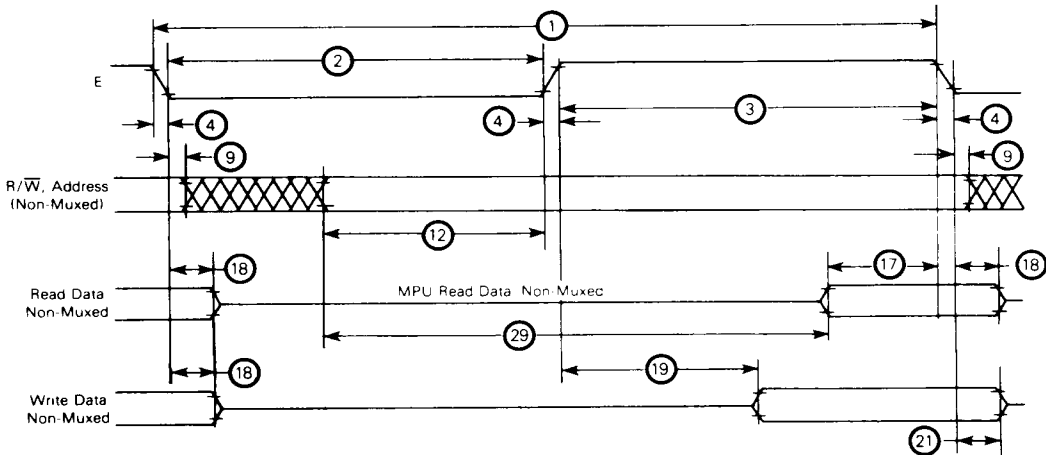 1
2
E
3
4
4
4
9
9
R/W̅, Address
(Non-Muxed)
12
18
17
18
Read Data
Non-Muxed
MPU Read Data Non-Muxec
29
18
19
Write Data
Non-Muxed
21